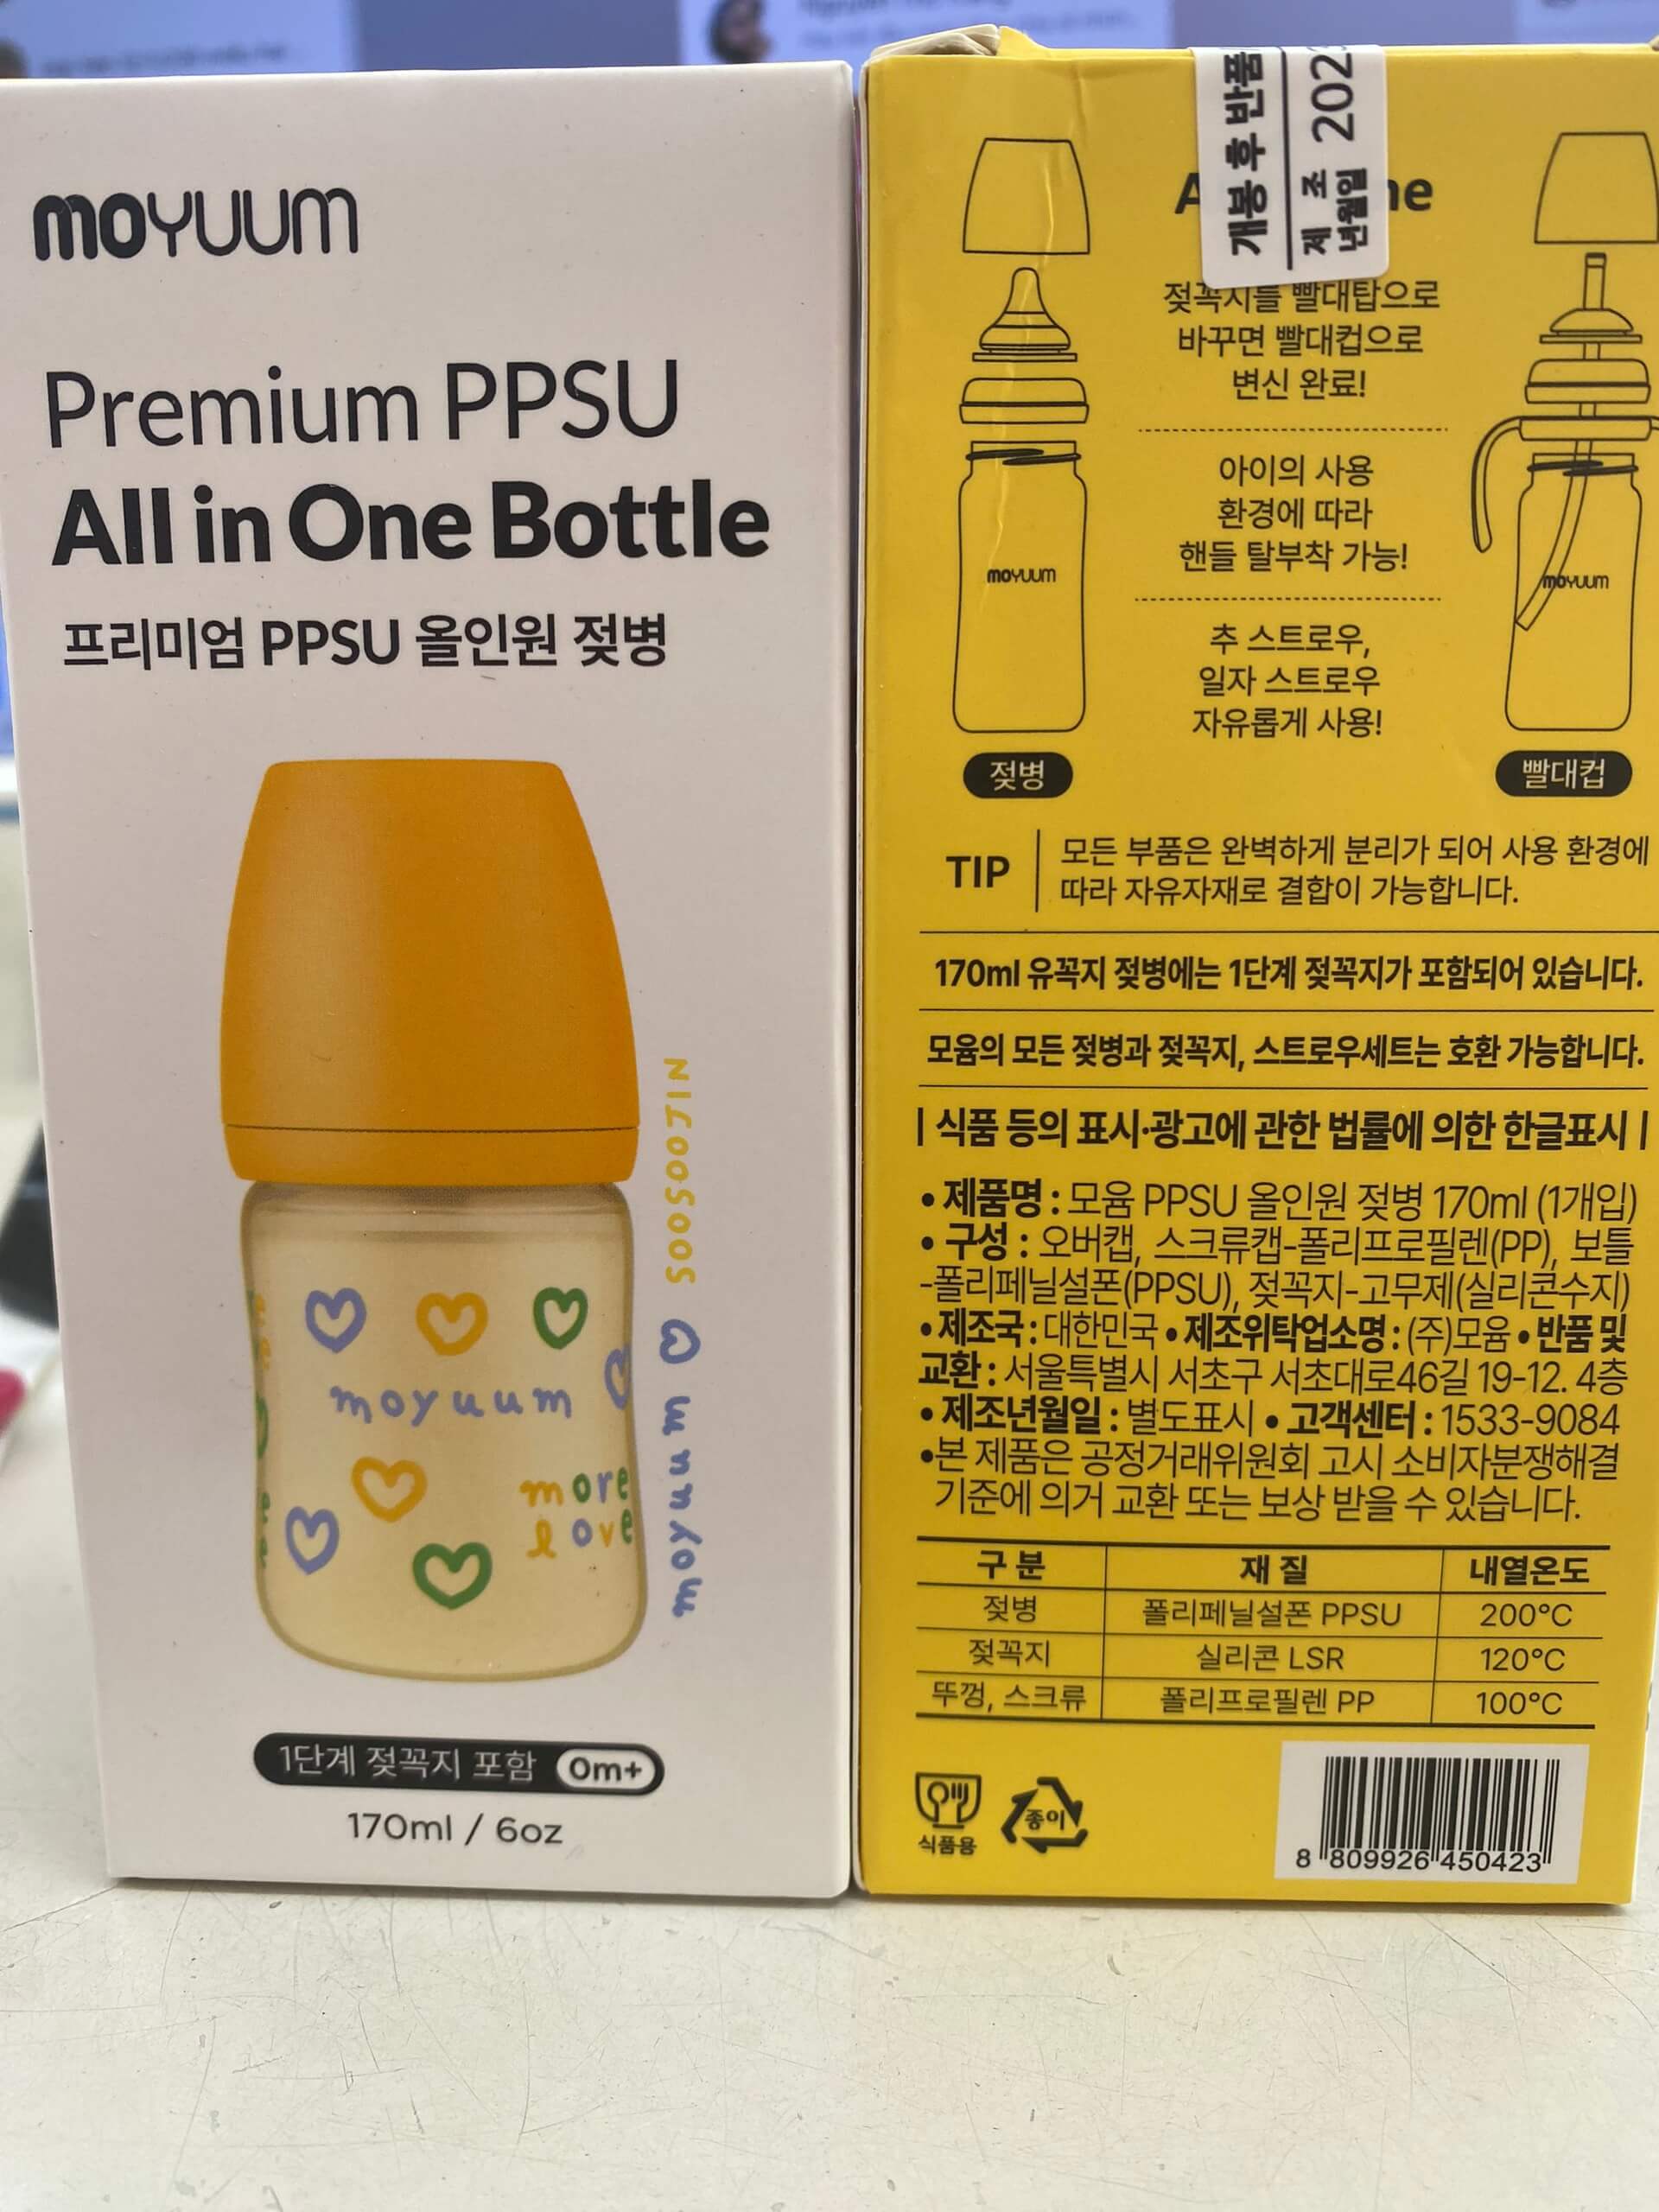 moyuum
Premium PPSU
All in One Bottle
프리미엄 PPSU 올인원 젖병
moyuum
more
love
moyuum SOOSOOJIN
1단계 젖꼭지 포함 0m+
170ml / 6oz
개봉 후 반품
제 조
년월일 202
젖꼭지를 빨대탑으로
바꾸면 빨대컵으로
변신 완료!
아이의 사용
환경에 따라
핸들 탈부착 가능!
추 스트로우,
일자 스트로우
자유롭게 사용!
moyuum
moyuum
젖병
빨대컵
TIP
모든 부품은 완벽하게 분리가 되어 사용 환경에
따라 자유자재로 결합이 가능합니다.
170ml 유꼭지 젖병에는 1단계 젖꼭지가 포함되어 있습니다.
모윰의 모든 젖병과 젖꼭지, 스트로우세트는 호환 가능합니다.
| 식품 등의 표시·광고에 관한 법률에 의한 한글표시 |
• 제품명 : 모윰 PPSU 올인원 젖병 170ml (1개입)
• 구성 : 오버캡, 스크류캡-폴리프로필렌(PP), 보틀
-폴리페닐설폰(PPSU), 젖꼭지-고무제(실리콘수지)
• 제조국 : 대한민국 • 제조위탁업소명 : (주)모윰 • 반품 및
교환 : 서울특별시 서초구 서초대로46길 19-12. 4층
• 제조년월일 : 별도표시 • 고객센터 : 1533-9084
•본 제품은 공정거래위원회 고시 소비자분쟁해결
기준에 의거 교환 또는 보상 받을 수 있습니다.
구 분 재 질 내열온도
젖병 폴리페닐설폰 PPSU 200°C
젖꼭지 실리콘 LSR 120°C
뚜껑, 스크류 폴리프로필렌 PP 100°C
식품용
종이
8 809926 450423